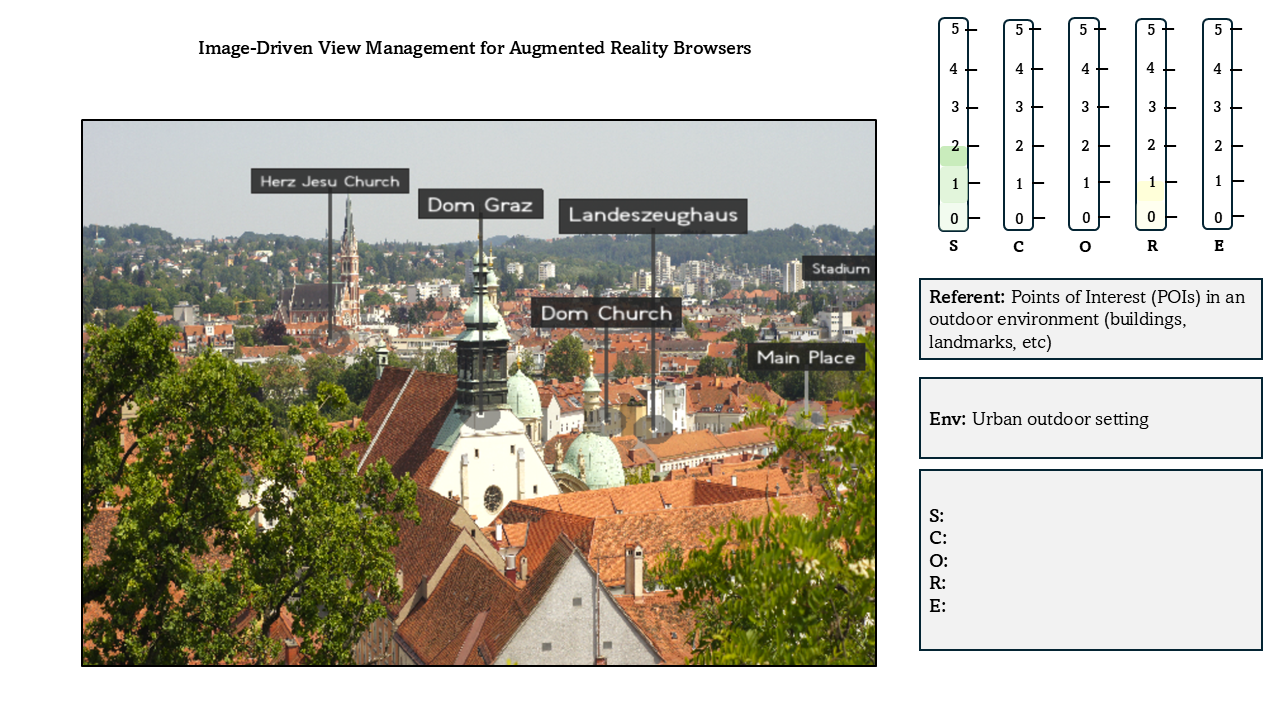 Image-Driven View Management for Augmented Reality Browsers
Herz Jesu Church
Dom Graz
Landeszeughaus
Stadium
Dom Church
Main Place
5 5 5 5 5
4 4 4 4 4
3 3 3 3 3
2 2 2 2 2
1 1 1 1 1
0 0 0 0 0
S C O R E
Referent: Points of Interest (POIs) in an
outdoor environment (buildings,
landmarks, etc)
Env: Urban outdoor setting
S:
C:
O:
R:
E: